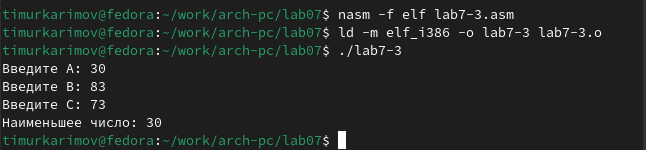 timurkarimov@fedora:~/work/arch-pc/lab07$ nasm -f elf lab7-3.asm
timurkarimov@fedora:~/work/arch-pc/lab07$ ld -m elf_i386 -o lab7-3 lab7-3.o
timurkarimov@fedora:~/work/arch-pc/lab07$ ./lab7-3
Введите A: 30
Введите B: 83
Введите C: 73
Наименьшее число: 30
timurkarimov@fedora:~/work/arch-pc/lab07$